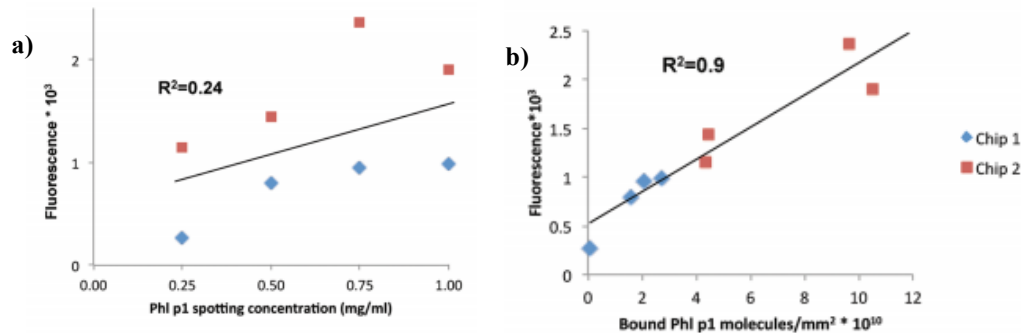 a)
Fluorescence * 10³
2
1
0
R²=0.24
0.00 0.25 0.50 0.75 1.00
Phl p1 spotting concentration (mg/ml)
b)
Fluorescence*10³
2.5
2
1.5
1
0.5
0
R²=0.9
0 2 4 6 8 10 12
Bound Phl p1 molecules/mm² * 10¹⁰
Chip 1
Chip 2